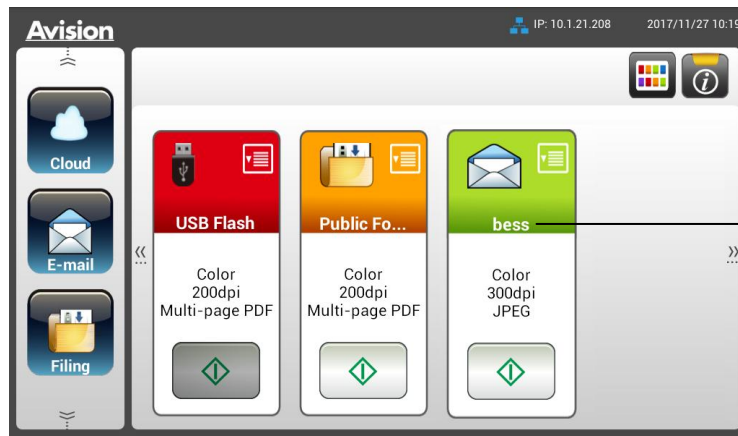 Avision
IP: 10.1.21.208 2017/11/27 10:19
Cloud
E-mail
Filing
USB Flash
Color
200dpi
Multi-page PDF
Public Fo...
Color
200dpi
Multi-page PDF
bess
Color
300dpi
JPEG